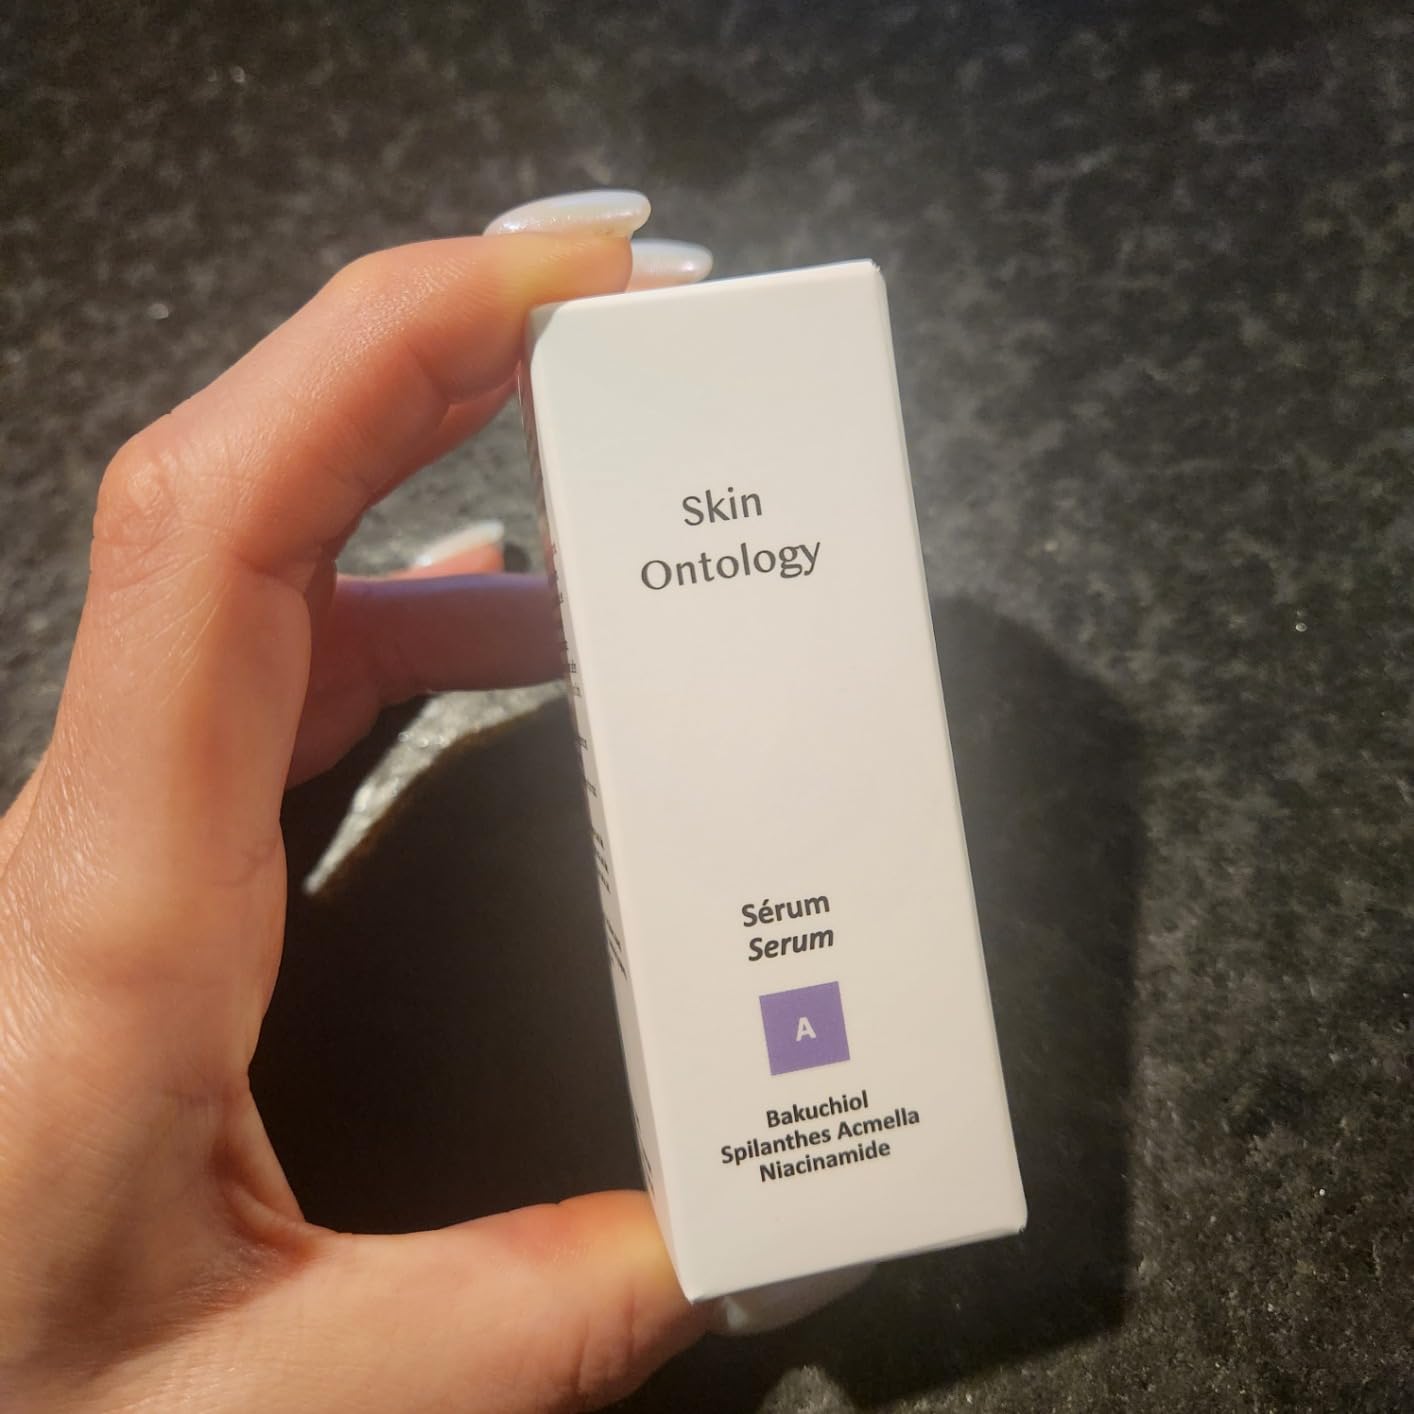 Skin
Ontology
Sérum
Serum
A
Bakuchiol
Spilanthes Acmella
Niacinamide